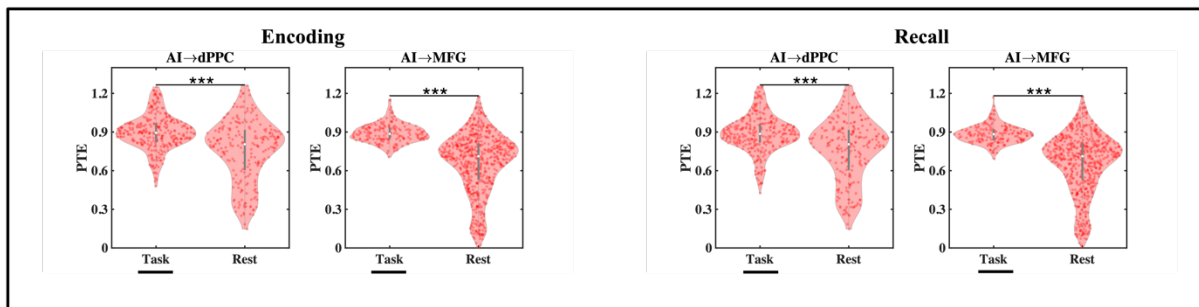 Encoding
AI→dPPC
AI→MFG
***
***
PTE
1.2
0.9
0.6
0.3
0
Task
Rest
PTE
1.2
0.9
0.6
0.3
0
Task
Rest
Recall
AI→dPPC
AI→MFG
***
***
PTE
1.2
0.9
0.6
0.3
0
Task
Rest
PTE
1.2
0.9
0.6
0.3
0
Task
Rest